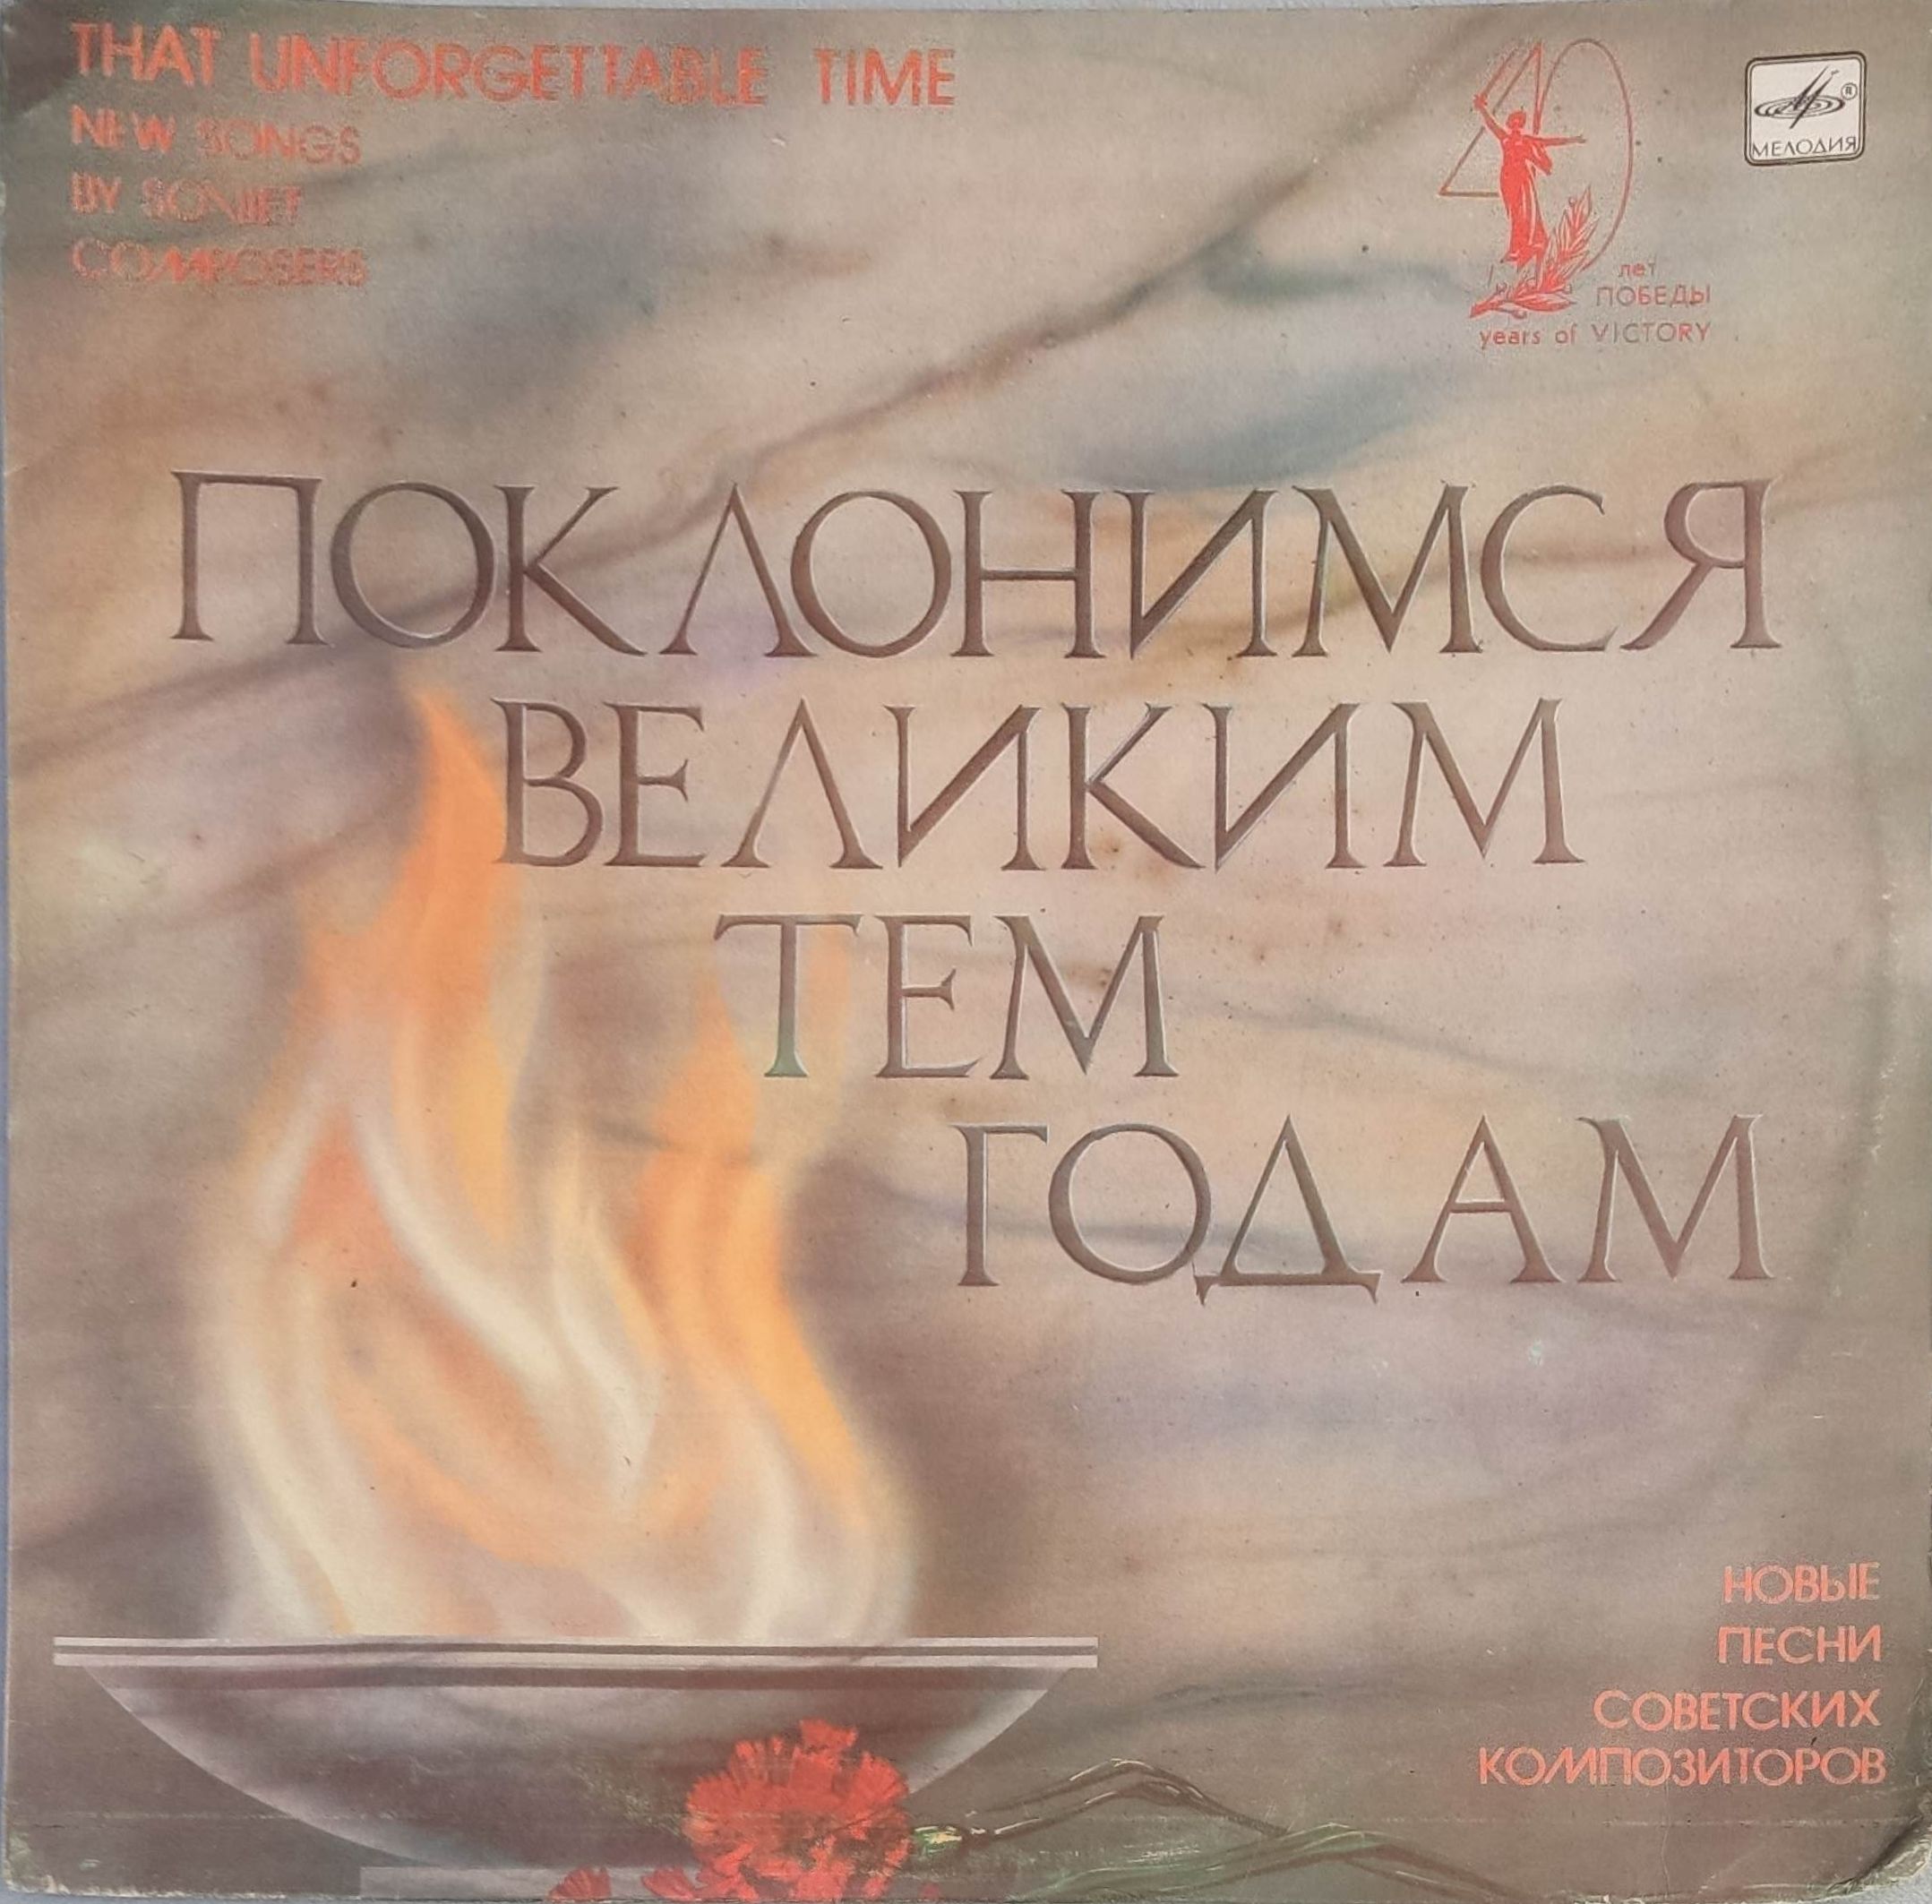 THAT UNFORGETTABLE TIME
NEW SONGS
BY SOVIET
COMPOSERS
40
лет
ПОБЕДЫ
years of VICTORY
МЕЛОДИЯ
®
ПОКЛОНИМСЯ
ВЕЛИКИМ
ТЕМ
ГОДАМ
НОВЫЕ
ПЕСНИ
СОВЕТСКИХ
КОМПОЗИТОРОВ